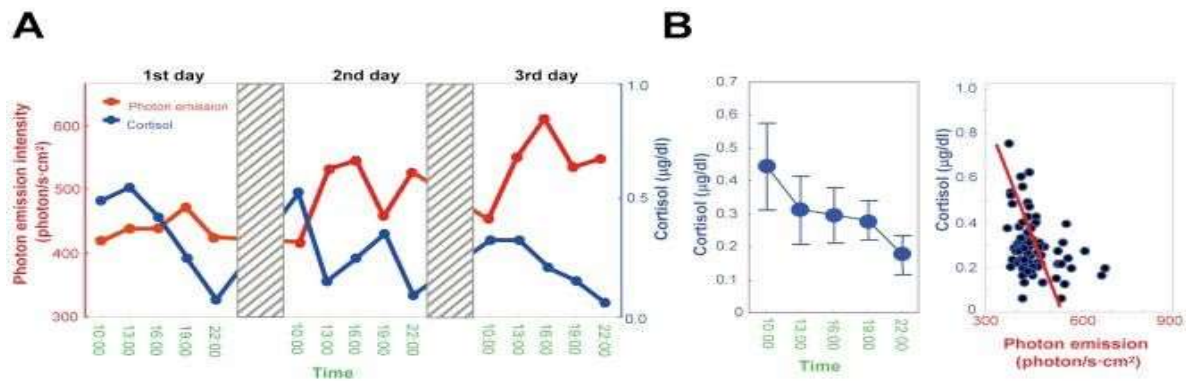 A
1st day
2nd day
3rd day
Photon emission intensity
(photon/s·cm²)
600
500
400
300
Photon emission
Cortisol
1.0
0.5
0.0
Cortisol (µg/dl)
10:00
13:00
16:00
19:00
22:00
10:00
13:00
16:00
19:00
22:00
10:00
13:00
16:00
19:00
22:00
Time
B
Cortisol (µg/dl)
0.7
0.6
0.5
0.4
0.3
0.2
0.1
0
10:00
13:00
16:00
19:00
22:00
Time
Cortisol (µg/dl)
1.0
0.8
0.6
0.4
0.2
0
300
600
900
Photon emission
(photon/s·cm²)